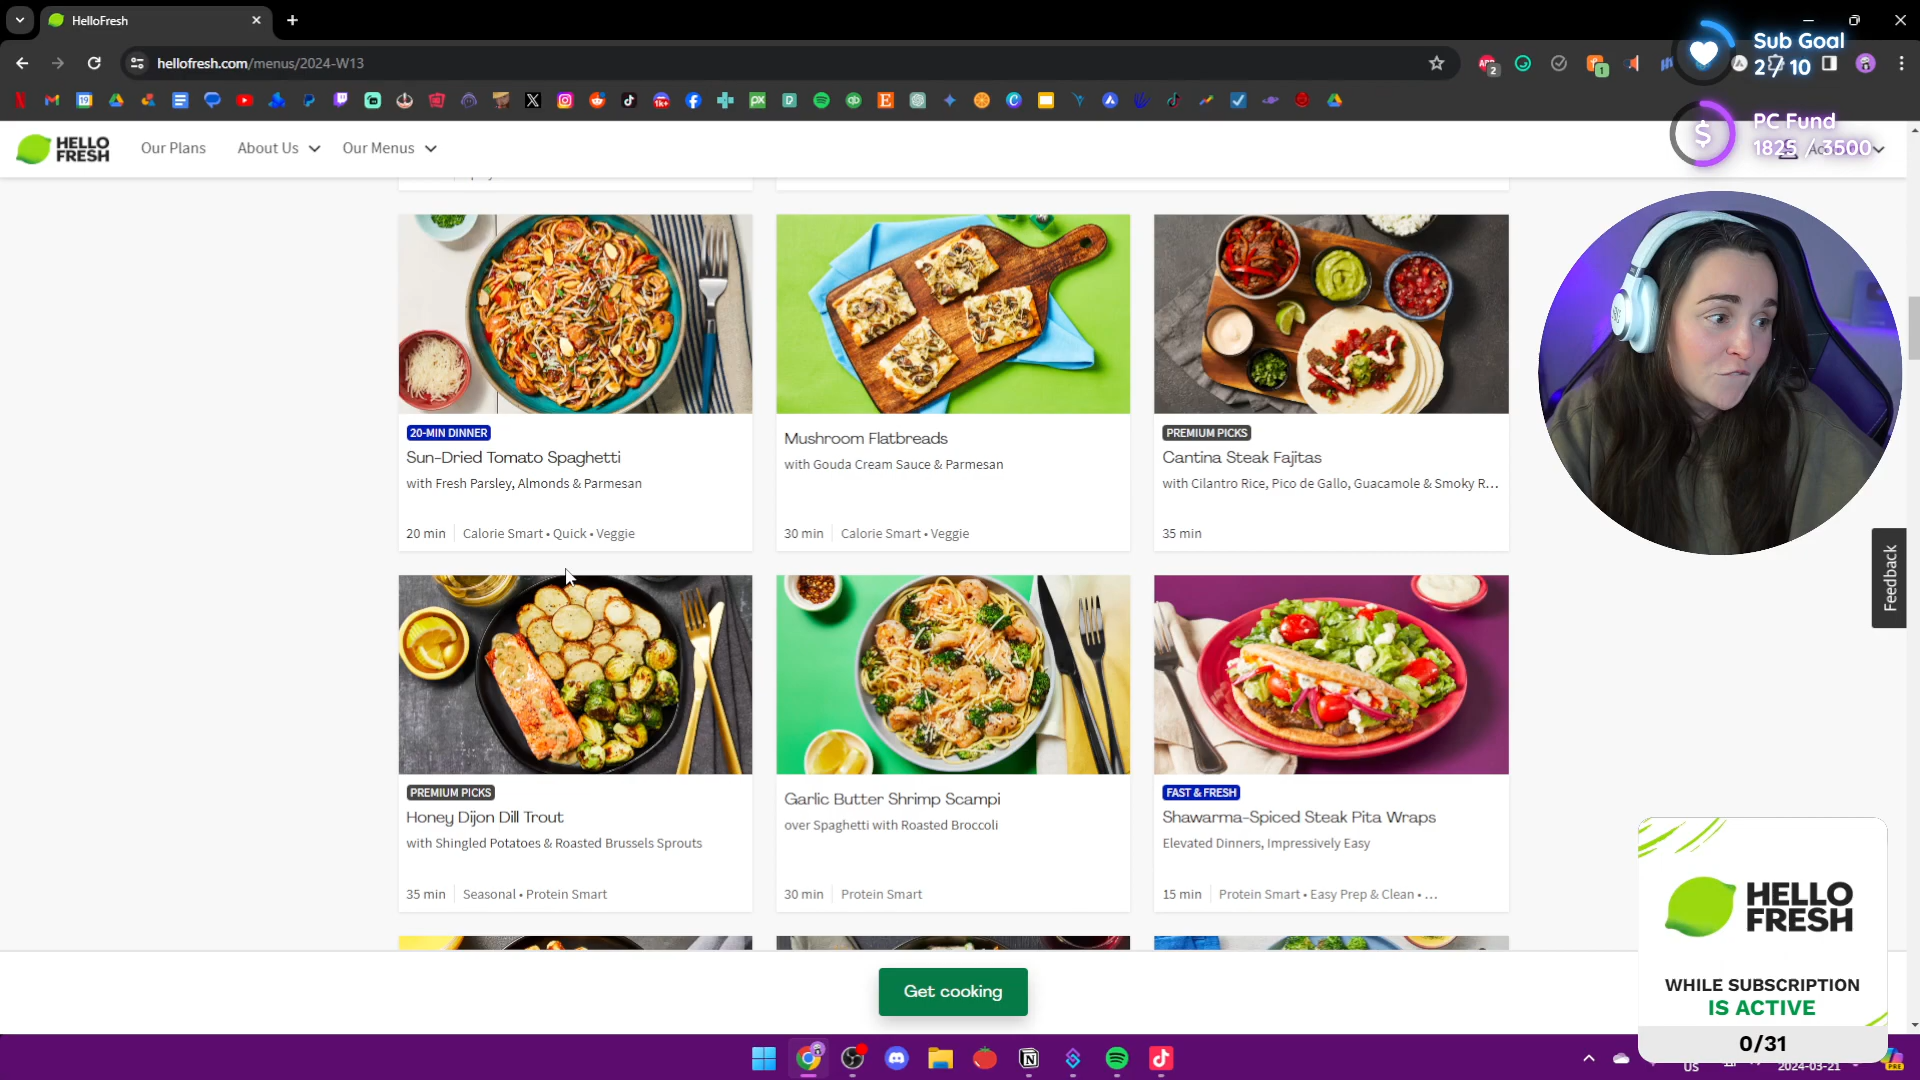 HelloFresh
hellofresh.com/menus/2024-W13
Sub Goal
2 / 10
PC Fund
1825 / 3500
HELLO
FRESH
Our Plans
About Us
Our Menus
20-MIN DINNER
Sun-Dried Tomato Spaghetti
with Fresh Parsley, Almonds & Parmesan
20 min
Calorie Smart • Quick • Veggie
Mushroom Flatbreads
with Gouda Cream Sauce & Parmesan
30 min
Calorie Smart • Veggie
PREMIUM PICKS
Cantina Steak Fajitas
with Cilantro Rice, Pico de Gallo, Guacamole & Smoky R...
35 min
Feedback
PREMIUM PICKS
Honey Dijon Dill Trout
with Shingled Potatoes & Roasted Brussels Sprouts
35 min
Seasonal • Protein Smart
Garlic Butter Shrimp Scampi
over Spaghetti with Roasted Broccoli
30 min
Protein Smart
FAST & FRESH
Shawarma-Spiced Steak Pita Wraps
Elevated Dinners, Impressively Easy
15 min
Protein Smart • Easy Prep & Clean • ...
Get cooking
HELLO
FRESH
WHILE SUBSCRIPTION
IS ACTIVE
0/31
US
2024-03-21